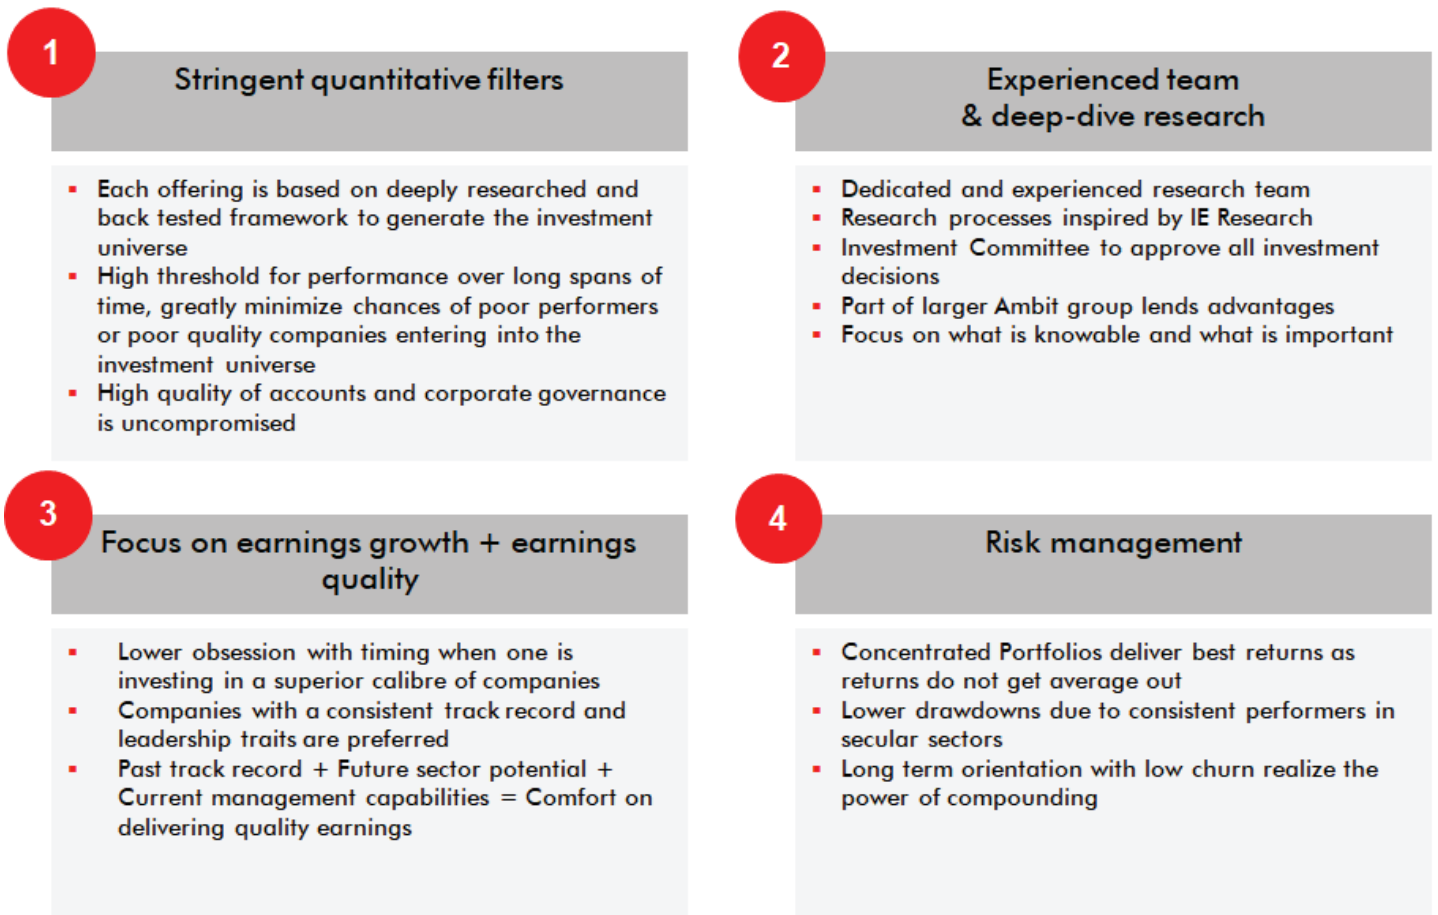 1
Stringent quantitative filters
Each offering is based on deeply researched and
back tested framework to generate the investment
universe
High threshold for performance over long spans of
time, greatly minimize chances of poor performers
or poor quality companies entering into the
investment universe
High quality of accounts and corporate governance
is uncompromised
2
Experienced team
& deep-dive research
Dedicated and experienced research team
Research processes inspired by IE Research
Investment Committee to approve all investment
decisions
Part of larger Ambit group lends advantages
Focus on what is knowable and what is important
3
Focus on earnings growth + earnings
quality
Lower obsession with timing when one is
investing in a superior calibre of companies
Companies with a consistent track record and
leadership traits are preferred
Past track record + Future sector potential +
Current management capabilities = Comfort on
delivering quality earnings
4
Risk management
Concentrated Portfolios deliver best returns as
returns do not get average out
Lower drawdowns due to consistent performers in
secular sectors
Long term orientation with low churn realize the
power of compounding